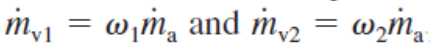 ṁv1 = ω1ṁa and ṁv2 = ω2ṁa